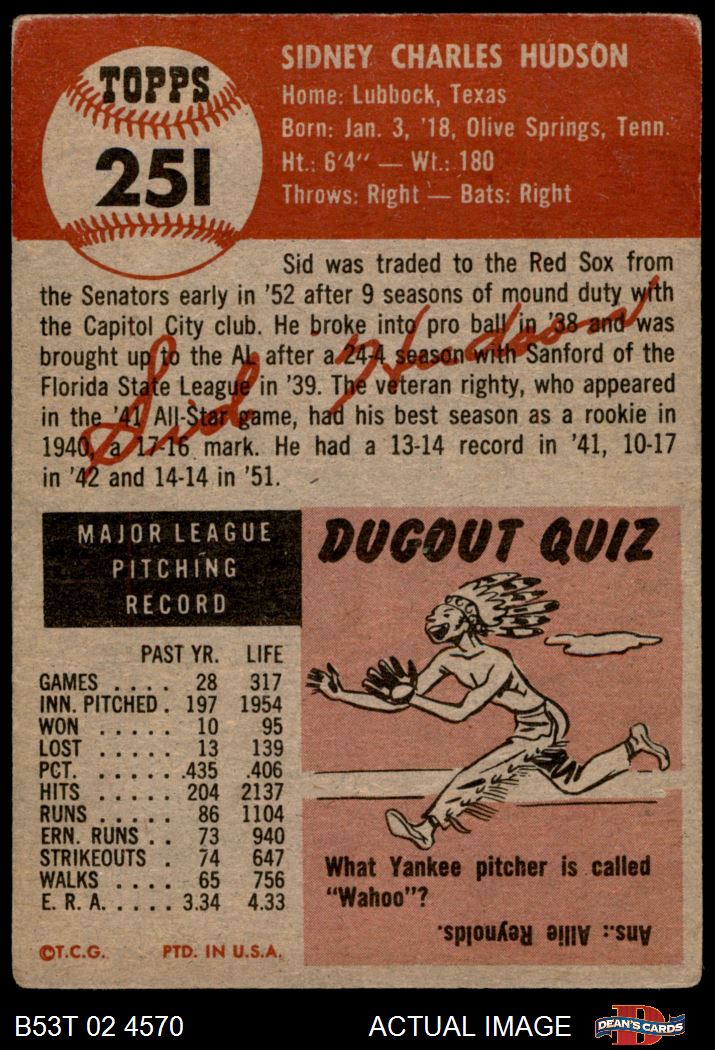 TOPPS
251
SIDNEY CHARLES HUDSON
Home: Lubbock, Texas
Born: Jan. 3, '18, Olive Springs, Tenn.
Ht.: 6'4" — Wt.: 180
Throws: Right — Bats: Right
Sid was traded to the Red Sox from
the Senators early in '52 after 9 seasons of mound duty with
the Capitol City club. He broke into pro ball in '38 and was
brought up to the AL after a 24-4 season with Sanford of the
Florida State League in '39. The veteran righty, who appeared
in the '41 All-Star game, had his best season as a rookie in
1940, a 17-16 mark. He had a 13-14 record in '41, 10-17
in '42 and 14-14 in '51.
Sid Hudson
MAJOR LEAGUE
PITCHING
RECORD
PAST YR. LIFE
GAMES .... 28 317
INN. PITCHED . 197 1954
WON ..... 10 95
LOST ..... 13 139
PCT. ...... .435 .406
HITS ..... 204 2137
RUNS ..... 86 1104
ERN. RUNS .. 73 940
STRIKEOUTS . 74 647
WALKS .... 65 756
E. R. A. ..... 3.34 4.33
©T.C.G. PTD. IN U.S.A.
DUGOUT QUIZ
What Yankee pitcher is called
"Wahoo"?
Ans.: Allie Reynolds.
B53T 02 4570
ACTUAL IMAGE
D
DEAN'S CARDS